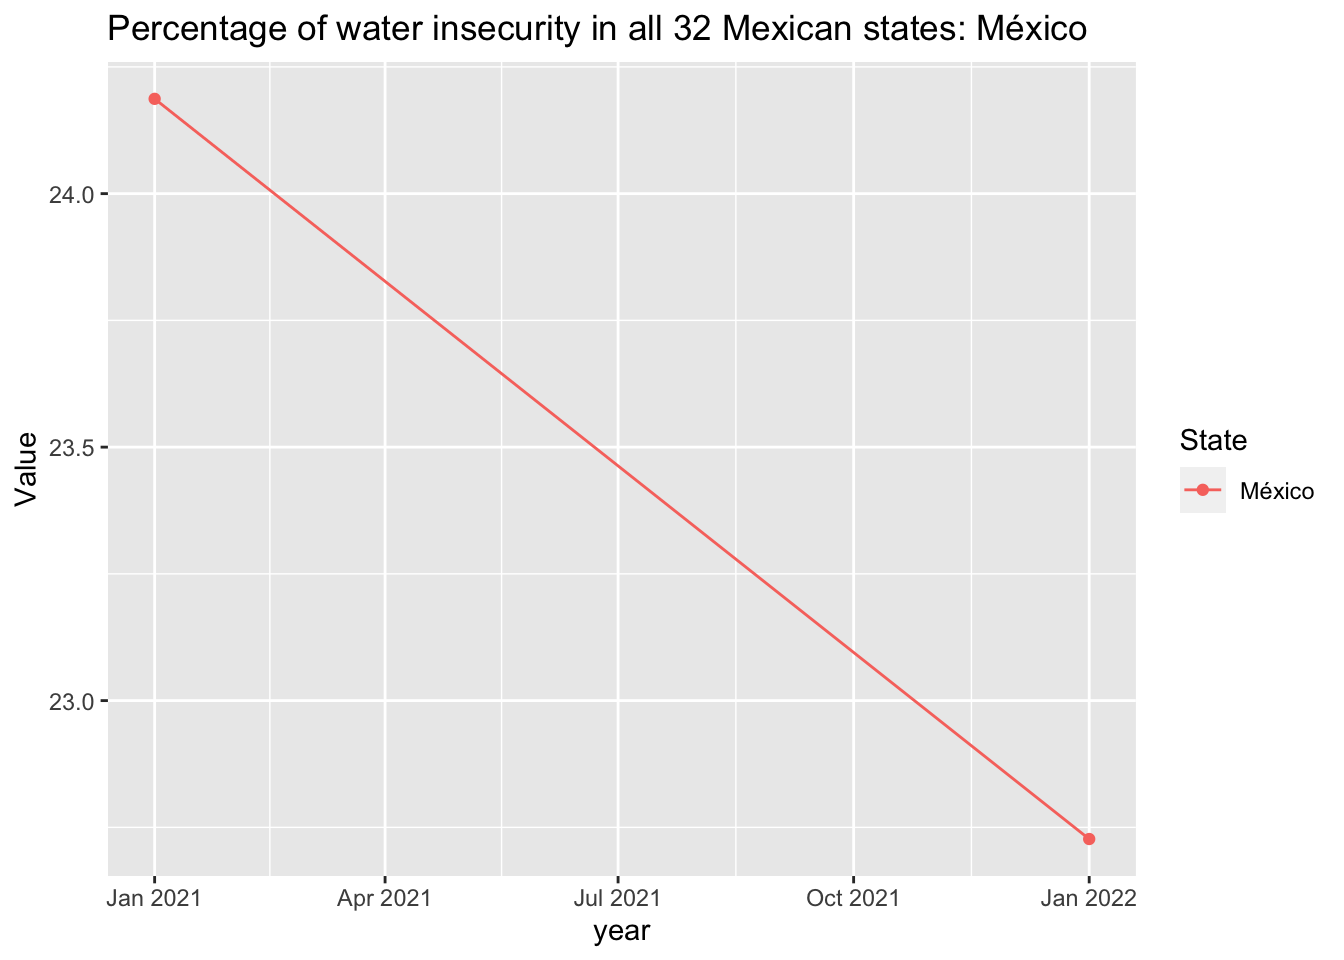 Percentage of water insecurity in all 32 Mexican states: México
Value
24.0
23.5
23.0
Jan 2021
Apr 2021
Jul 2021
Oct 2021
Jan 2022
year
State
México